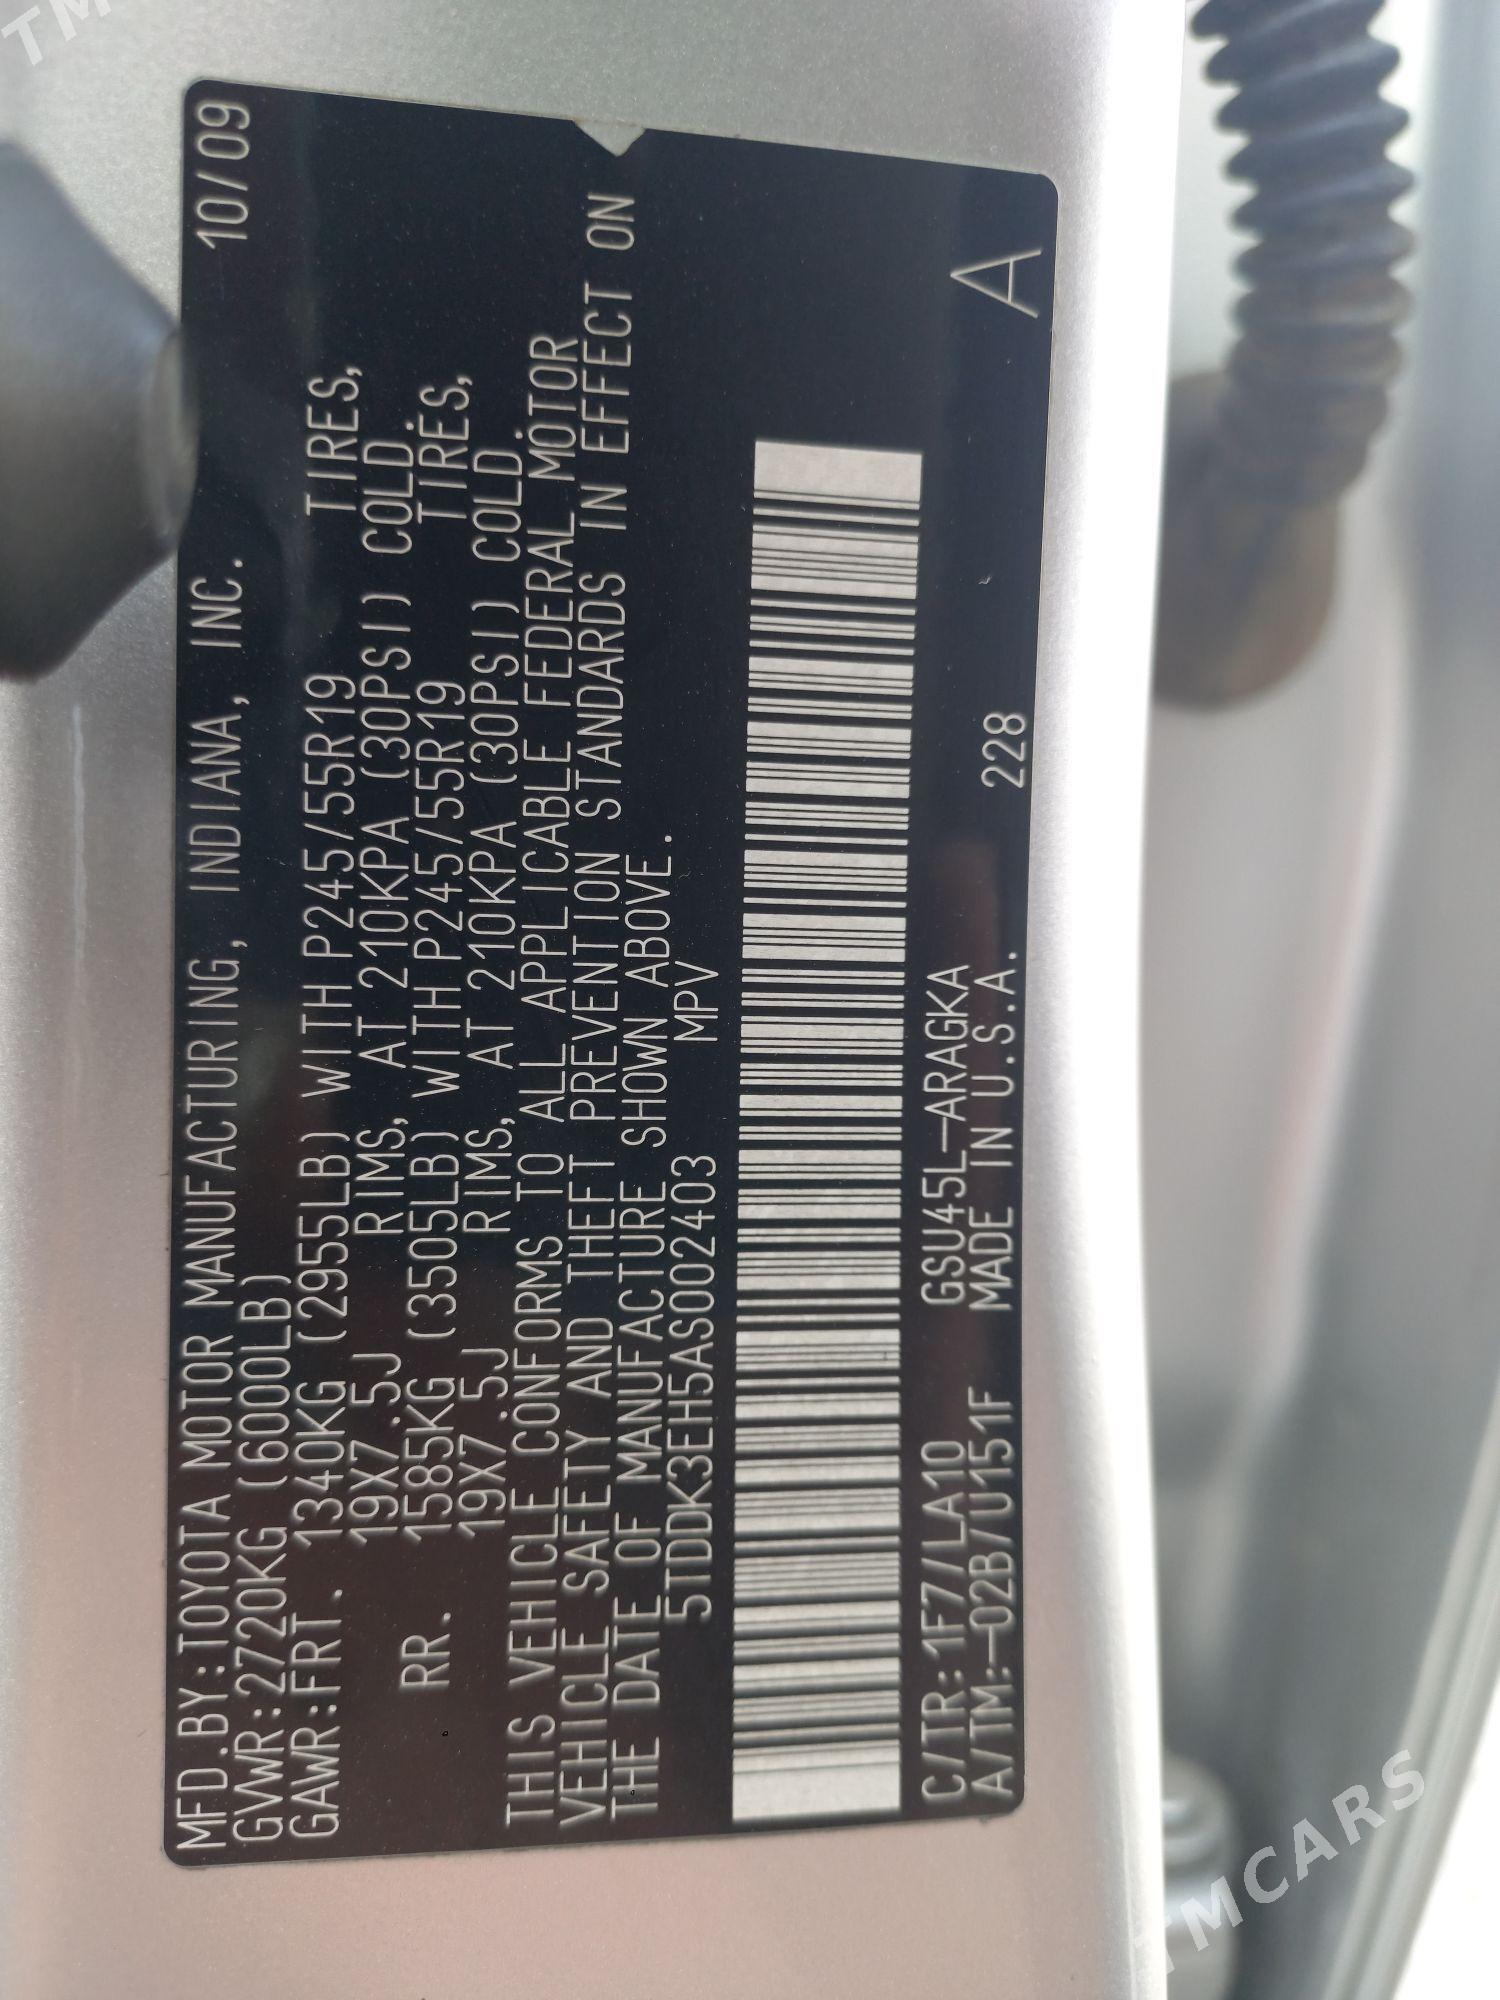 MFD.BY:TOYOTA MOTOR MANUFACTURING, INDIANA, INC. 10/09
GVWR:2720KG (6000LB)
GAWR:FRT. 1340KG (2955LB) WITH P245/55R19 TIRES,
19X7.5J RIMS, AT 210KPA (30PSI) COLD.
RR. 1585KG (3505LB) WITH P245/55R19 TIRES,
19X7.5J RIMS, AT 210KPA (30PSI) COLD.
THIS VEHICLE CONFORMS TO ALL APPLICABLE FEDERAL MOTOR
VEHICLE SAFETY AND THEFT PREVENTION STANDARDS IN EFFECT ON
THE DATE OF MANUFACTURE SHOWN ABOVE.
5TDDK3EH5AS002403 MPV
C/TR:1F7/LA10 GSU45L-ARAGKA
A/TM:-02B/U151F MADE IN U.S.A. 228 A
TMCARS